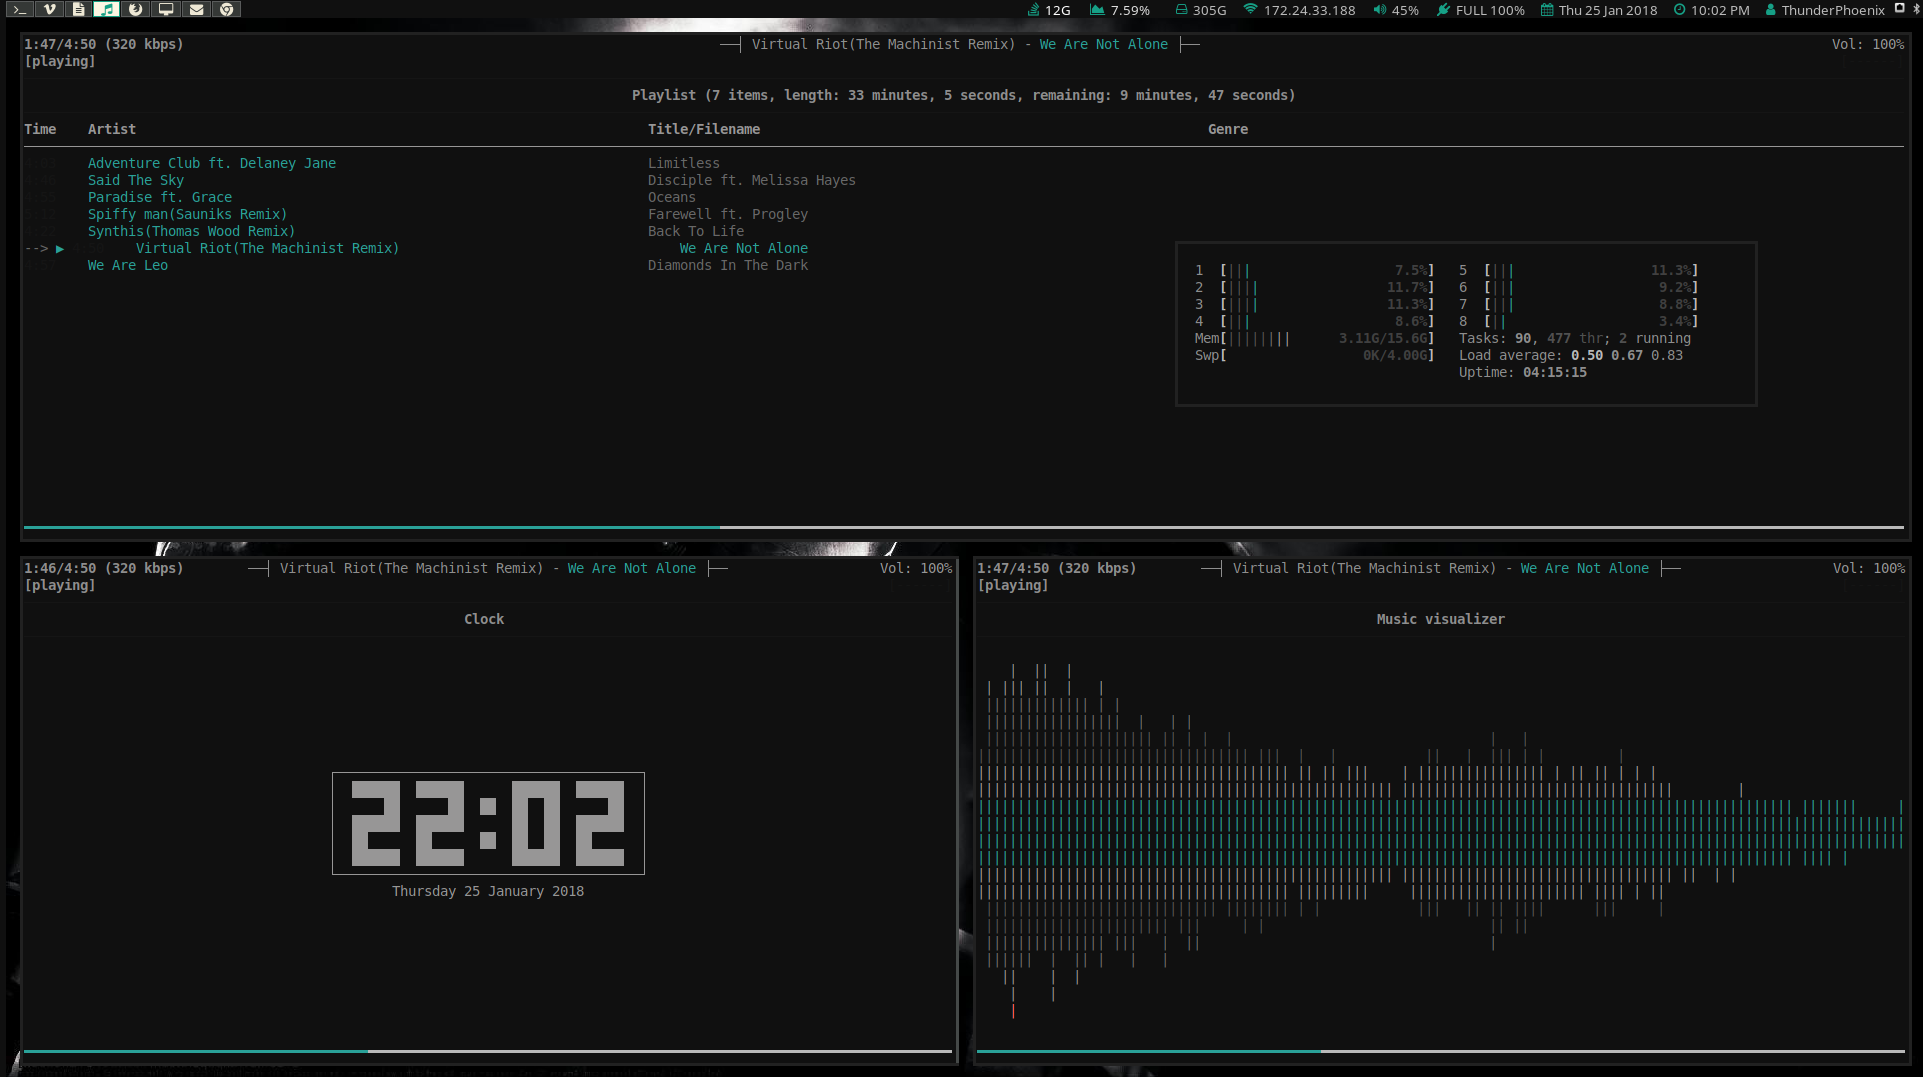 12G 7.59% 305G 172.24.33.188 45% FULL 100% Thu 25 Jan 2018 10:02 PM ThunderPhoenix
1:47/4:50 (320 kbps) Virtual Riot(The Machinist Remix) - We Are Not Alone Vol: 100%
[playing]
Playlist (7 items, length: 33 minutes, 5 seconds, remaining: 9 minutes, 47 seconds)
Time Artist Title/Filename Genre
Adventure Club ft. Delaney Jane Limitless
Said The Sky Disciple ft. Melissa Hayes
Paradise ft. Grace Oceans
Spiffy man(Sauniks Remix) Farewell ft. Progley
Synthis(Thomas Wood Remix) Back To Life
--> Virtual Riot(The Machinist Remix) We Are Not Alone
We Are Leo Diamonds In The Dark
1 [||| 7.5%] 5 [||| 11.3%]
2 [|||| 11.7%] 6 [||| 9.2%]
3 [|||| 11.3%] 7 [||| 8.8%]
4 [||| 8.6%] 8 [|| 3.4%]
Mem[|||||||| 3.11G/15.6G] Tasks: 90, 477 thr; 2 running
Swp[ 0K/4.00G] Load average: 0.50 0.67 0.83
Uptime: 04:15:15
1:46/4:50 (320 kbps) Virtual Riot(The Machinist Remix) - We Are Not Alone Vol: 100%
[playing]
Clock
22:02
Thursday 25 January 2018
1:47/4:50 (320 kbps) Virtual Riot(The Machinist Remix) - We Are Not Alone Vol: 100%
[playing]
Music visualizer